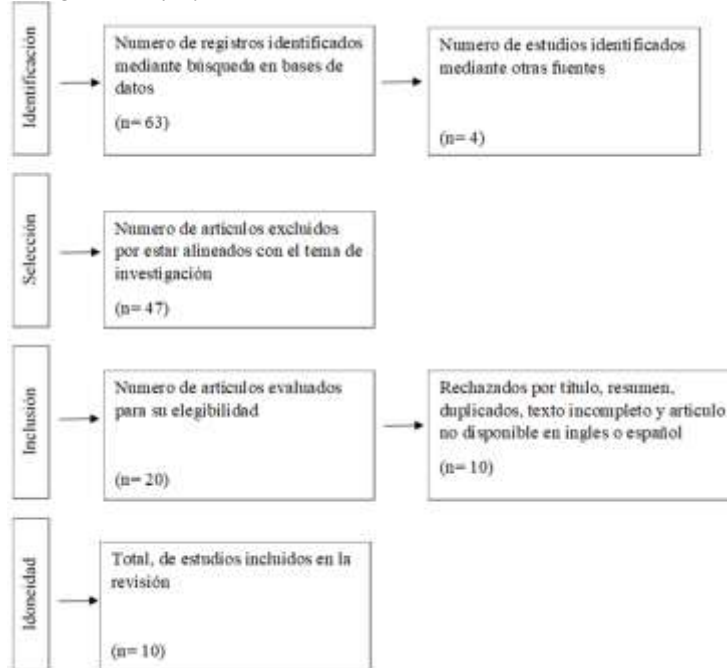 Identificación
Numero de registros identificados
mediante búsqueda en bases de
datos
(n= 63)
Numero de estudios identificados
mediante otras fuentes
(n= 4)
Selección
Numero de articulos excluidos
por estar alineados con el tema de
investigación
(n= 47)
Inclusión
Numero de articulos evaluados
para su elegibilidad
(n= 20)
Rechazados por titulo, resumen,
duplicados, texto incompleto y articulo
no disponible en ingles o español
(n= 10)
Idoneidad
Total, de estudios incluidos en la
revisión
(n= 10)